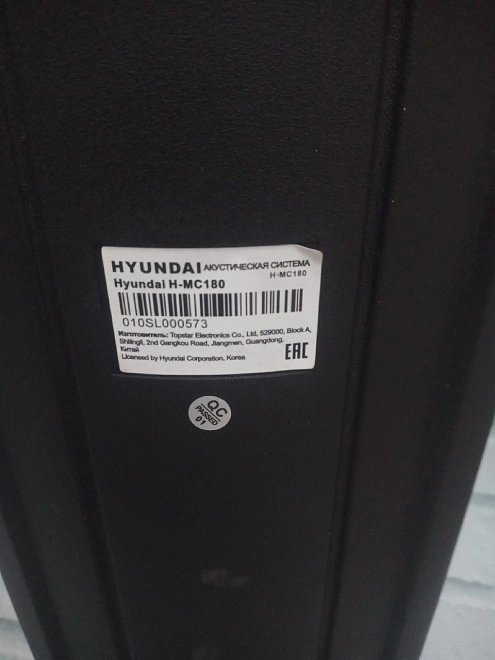 HYUNDAI АКУСТИЧЕСКАЯ СИСТЕМА
H-MC180
Hyundai H-MC180
010SL000573
Изготовитель: Topstar Electronics Co., Ltd, 529000, Block A,
Shilingli, 2nd Gangkou Road, Jiangmen, Guangdong,
Китай
Licensed by Hyundai Corporation, Korea
EAC
QC
PASSED
01